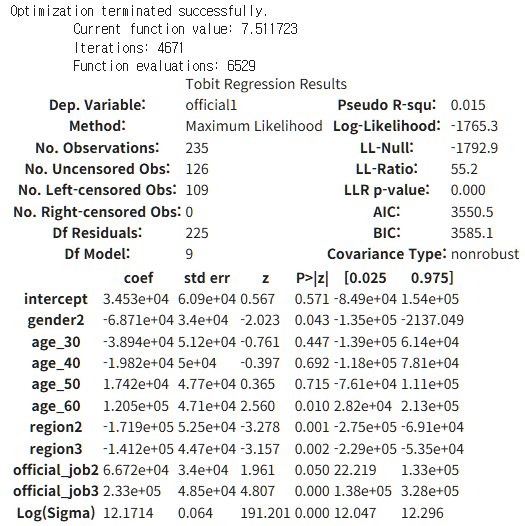 Optimization terminated successfully.
Current function value: 7.511723
Iterations: 4671
Function evaluations: 6529
Tobit Regression Results
Dep. Variable: official1 Pseudo R-squ: 0.015
Method: Maximum Likelihood Log-Likelihood: -1765.3
No. Observations: 235 LL-Null: -1792.9
No. Uncensored Obs: 126 LL-Ratio: 55.2
No. Left-censored Obs: 109 LLR p-value: 0.000
No. Right-censored Obs: 0 AIC: 3550.5
Df Residuals: 225 BIC: 3585.1
Df Model: 9 Covariance Type: nonrobust
coef std err z P>|z| [0.025 0.975]
intercept 3.453e+04 6.09e+04 0.567 0.571 -8.49e+04 1.54e+05
gender2 -6.871e+04 3.4e+04 -2.023 0.043 -1.35e+05 -2137.049
age_30 -3.894e+04 5.12e+04 -0.761 0.447 -1.39e+05 6.14e+04
age_40 -1.982e+04 5e+04 -0.397 0.692 -1.18e+05 7.81e+04
age_50 1.742e+04 4.77e+04 0.365 0.715 -7.61e+04 1.11e+05
age_60 1.205e+05 4.71e+04 2.560 0.010 2.82e+04 2.13e+05
region2 -1.719e+05 5.25e+04 -3.278 0.001 -2.75e+05 -6.91e+04
region3 -1.412e+05 4.47e+04 -3.157 0.002 -2.29e+05 -5.35e+04
official_job2 6.672e+04 3.4e+04 1.961 0.050 22.219 1.33e+05
official_job3 2.33e+05 4.85e+04 4.807 0.000 1.38e+05 3.28e+05
Log(Sigma) 12.1714 0.064 191.201 0.000 12.047 12.296